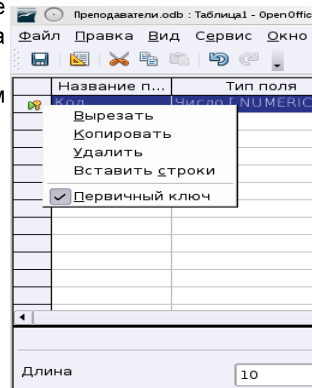 е
Преподаватели.odb : Таблица1 - OpenOffic
а
Файл Правка Вид Сервис Окно
м
Название п... Тип поля
Код Число [ NUMERIC
Вырезать
Копировать
Удалить
Вставить строки
Первичный ключ
Длина 10